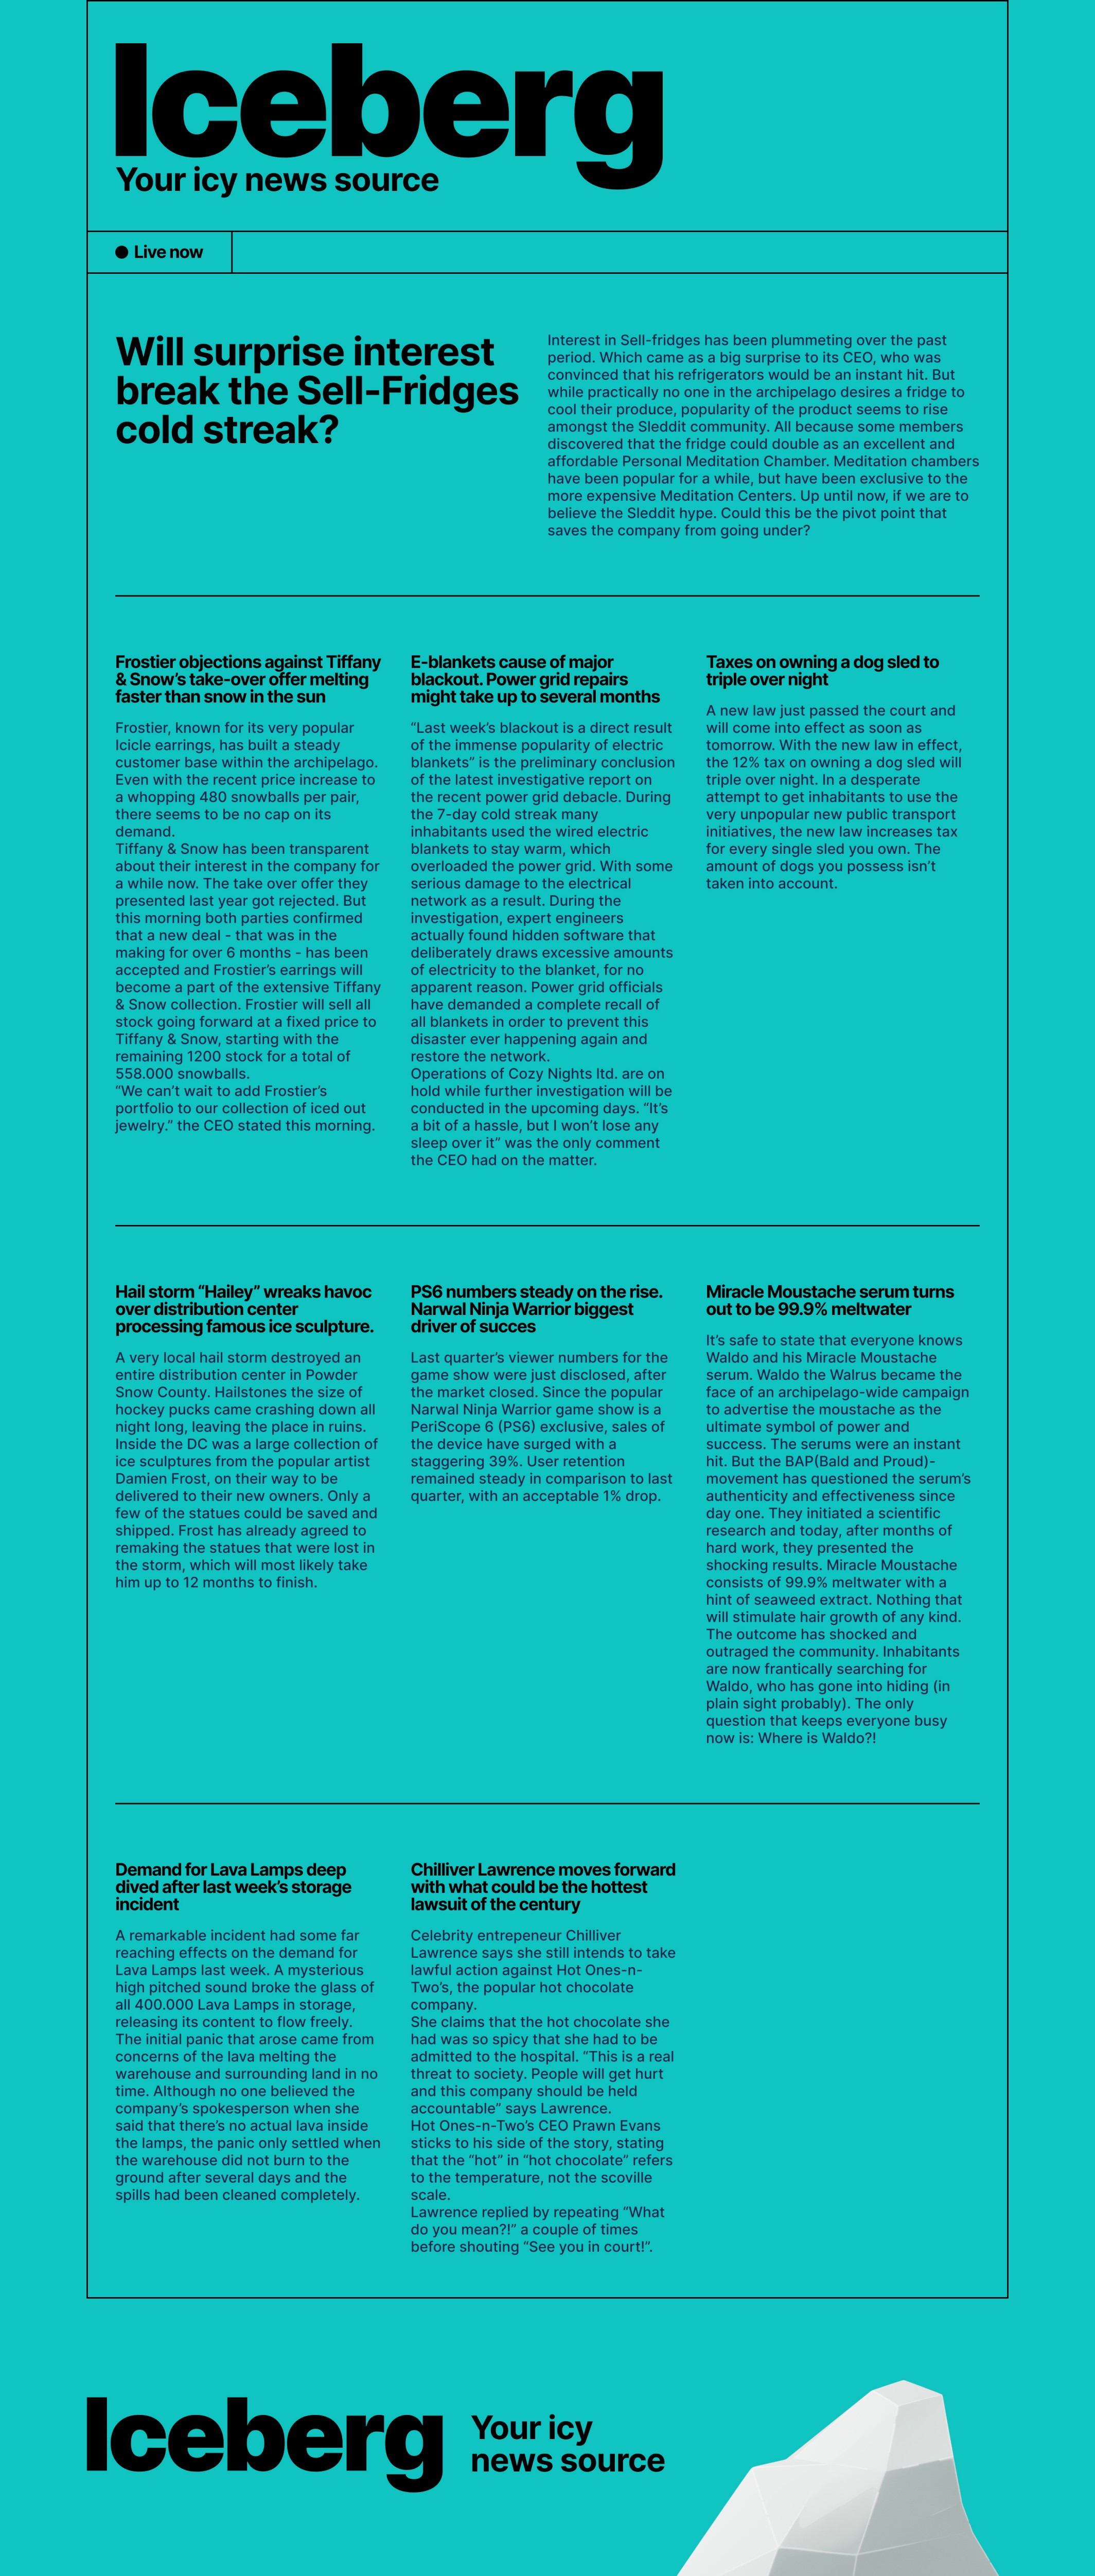 Iceberg
Your icy news source
Live now
Will surprise interest
break the Sell-Fridges
cold streak?
Interest in Sell-fridges has been plummeting over the past
period. Which came as a big surprise to its CEO, who was
convinced that his refrigerators would be an instant hit. But
while practically no one in the archipelago desires a fridge to
cool their produce, popularity of the product seems to rise
amongst the Sleddit community. All because some members
discovered that the fridge could double as an excellent and
affordable Personal Meditation Chamber. Meditation chambers
have been popular for a while, but have been exclusive to the
more expensive Meditation Centers. Up until now, if we are to
believe the Sleddit hype. Could this be the pivot point that
saves the company from going under?
Frostier objections against Tiffany
& Snow’s take-over offer melting
faster than snow in the sun
Frostier, known for its very popular
Icicle earrings, has built a steady
customer base within the archipelago.
Even with the recent price increase to
a whopping 480 snowballs per pair,
there seems to be no cap on its
demand.
Tiffany & Snow has been transparent
about their interest in the company for
a while now. The take over offer they
presented last year got rejected. But
this morning both parties confirmed
that a new deal - that was in the
making for over 6 months - has been
accepted and Frostier’s earrings will
become a part of the extensive Tiffany
& Snow collection. Frostier will sell all
stock going forward at a fixed price to
Tiffany & Snow, starting with the
remaining 1200 stock for a total of
558.000 snowballs.
“We can’t wait to add Frostier’s
portfolio to our collection of iced out
jewelry.” the CEO stated this morning.
E-blankets cause of major
blackout. Power grid repairs
might take up to several months
“Last week’s blackout is a direct result
of the immense popularity of electric
blankets” is the preliminary conclusion
of the latest investigative report on
the recent power grid debacle. During
the 7-day cold streak many
inhabitants used the wired electric
blankets to stay warm, which
overloaded the power grid. With some
serious damage to the electrical
network as a result. During the
investigation, expert engineers
actually found hidden software that
deliberately draws excessive amounts
of electricity to the blanket, for no
apparent reason. Power grid officials
have demanded a complete recall of
all blankets in order to prevent this
disaster ever happening again and
restore the network.
Operations of Cozy Nights ltd. are on
hold while further investigation will be
conducted in the upcoming days. “It’s
a bit of a hassle, but I won’t lose any
sleep over it” was the only comment
the CEO had on the matter.
Taxes on owning a dog sled to
triple over night
A new law just passed the court and
will come into effect as soon as
tomorrow. With the new law in effect,
the 12% tax on owning a dog sled will
triple over night. In a desperate
attempt to get inhabitants to use the
very unpopular new public transport
initiatives, the new law increases tax
for every single sled you own. The
amount of dogs you possess isn’t
taken into account.
Hail storm “Hailey” wreaks havoc
over distribution center
processing famous ice sculpture.
A very local hail storm destroyed an
entire distribution center in Powder
Snow County. Hailstones the size of
hockey pucks came crashing down all
night long, leaving the place in ruins.
Inside the DC was a large collection of
ice sculptures from the popular artist
Damien Frost, on their way to be
delivered to their new owners. Only a
few of the statues could be saved and
shipped. Frost has already agreed to
remaking the statues that were lost in
the storm, which will most likely take
him up to 12 months to finish.
PS6 numbers steady on the rise.
Narwal Ninja Warrior biggest
driver of succes
Last quarter’s viewer numbers for the
game show were just disclosed, after
the market closed. Since the popular
Narwal Ninja Warrior game show is a
PeriScope 6 (PS6) exclusive, sales of
the device have surged with a
staggering 39%. User retention
remained steady in comparison to last
quarter, with an acceptable 1% drop.
Miracle Moustache serum turns
out to be 99.9% meltwater
It’s safe to state that everyone knows
Waldo and his Miracle Moustache
serum. Waldo the Walrus became the
face of an archipelago-wide campaign
to advertise the moustache as the
ultimate symbol of power and
success. The serums were an instant
hit. But the BAP(Bald and Proud)-
movement has questioned the serum’s
authenticity and effectiveness since
day one. They initiated a scientific
research and today, after months of
hard work, they presented the
shocking results. Miracle Moustache
consists of 99.9% meltwater with a
hint of seaweed extract. Nothing that
will stimulate hair growth of any kind.
The outcome has shocked and
outraged the community. Inhabitants
are now frantically searching for
Waldo, who has gone into hiding (in
plain sight probably). The only
question that keeps everyone busy
now is: Where is Waldo?!
Demand for Lava Lamps deep
dived after last week’s storage
incident
A remarkable incident had some far
reaching effects on the demand for
Lava Lamps last week. A mysterious
high pitched sound broke the glass of
all 400.000 Lava Lamps in storage,
releasing its content to flow freely.
The initial panic that arose came from
concerns of the lava melting the
warehouse and surrounding land in no
time. Although no one believed the
company’s spokesperson when she
said that there’s no actual lava inside
the lamps, the panic only settled when
the warehouse did not burn to the
ground after several days and the
spills had been cleaned completely.
Chilliver Lawrence moves forward
with what could be the hottest
lawsuit of the century
Celebrity entrepeneur Chilliver
Lawrence says she still intends to take
lawful action against Hot Ones-n-
Two’s, the popular hot chocolate
company.
She claims that the hot chocolate she
had was so spicy that she had to be
admitted to the hospital. “This is a real
threat to society. People will get hurt
and this company should be held
accountable” says Lawrence.
Hot Ones-n-Two’s CEO Prawn Evans
sticks to his side of the story, stating
that the “hot” in “hot chocolate” refers
to the temperature, not the scoville
scale.
Lawrence replied by repeating “What
do you mean?!” a couple of times
before shouting “See you in court!”.
Iceberg
Your icy
news source